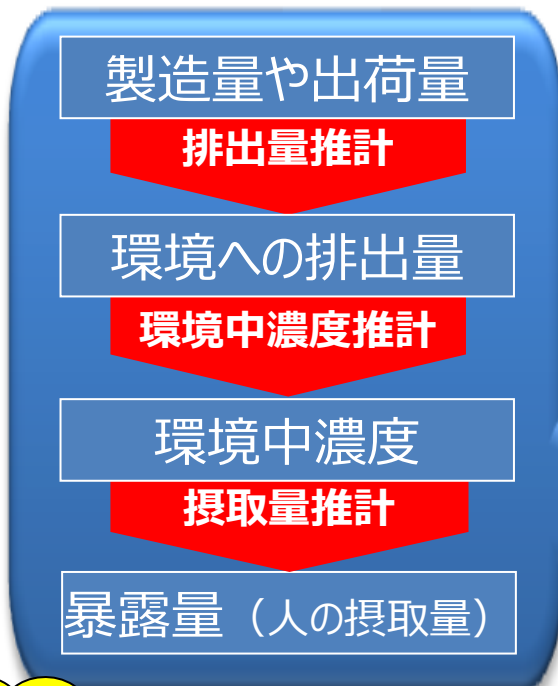 製造量や出荷量
排出量推計
環境への排出量
環境中濃度推計
環境中濃度
摂取量推計
暴露量（人の摂取量）